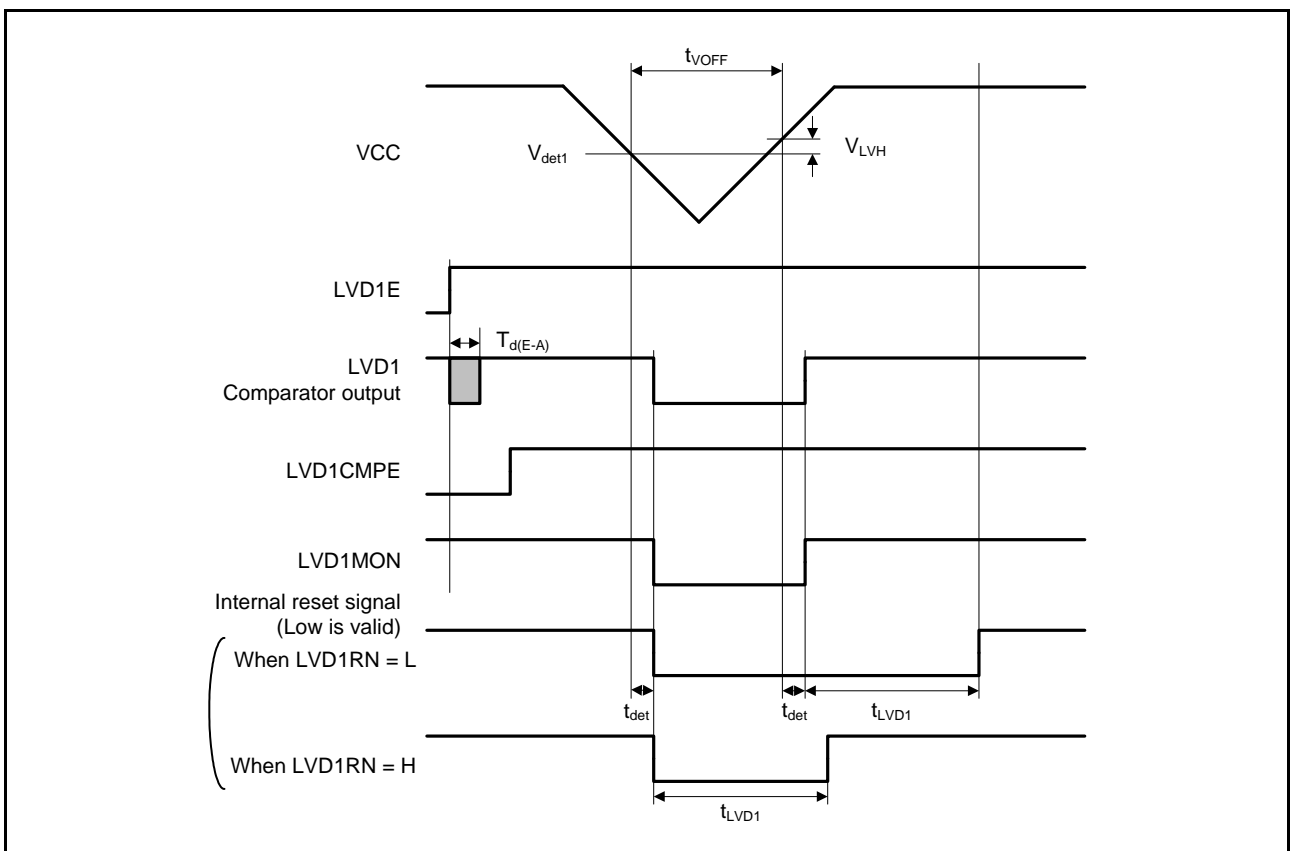 tVOFF
VCC
Vdet1
VLVH
LVD1E
Td(E-A)
LVD1
Comparator output
LVD1CMPE
LVD1MON
Internal reset signal
(Low is valid)
When LVD1RN = L
tdet
tdet
tLVD1
When LVD1RN = H
tLVD1